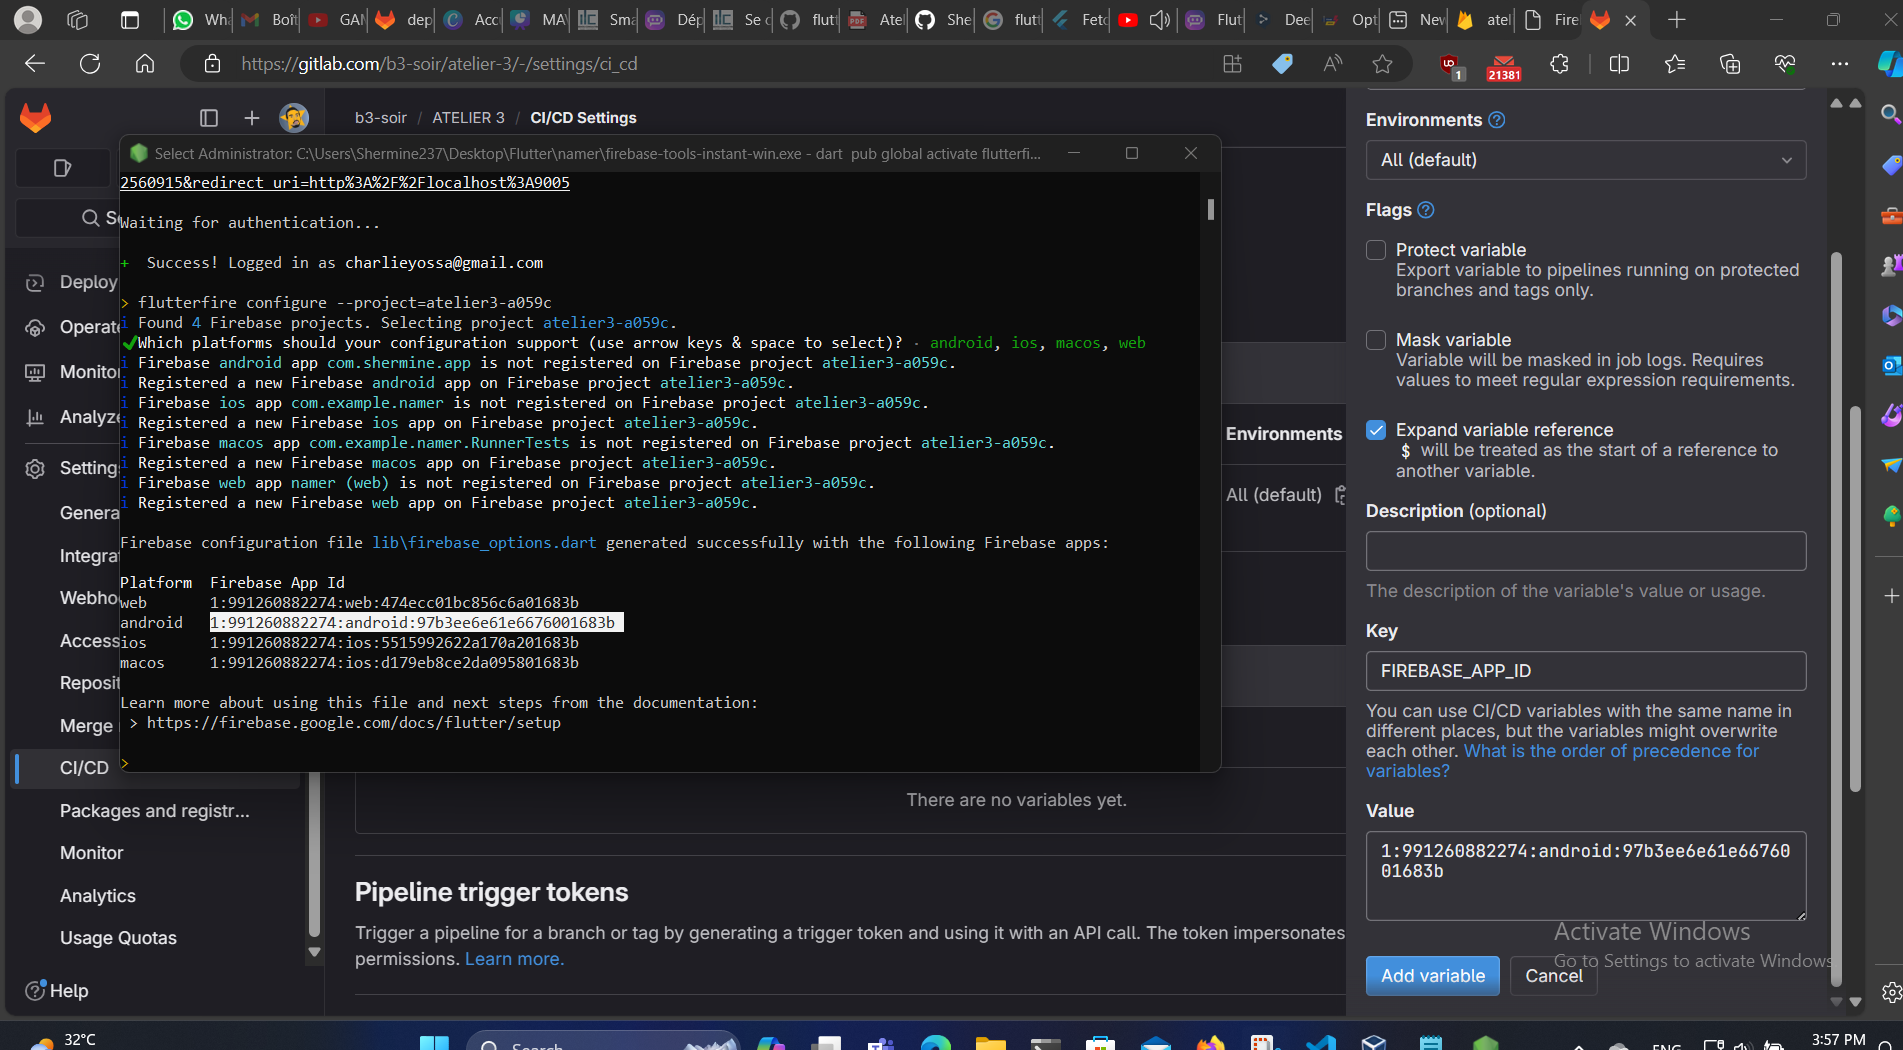 Wha
Boît
GAM
dep
Acc
MA
Sma
Dép
Se c
flut
Atel
She
flut
Fetc
Flut
Dee
Opt
Nev
atel
Fire
https://gitlab.com/b3-soir/atelier-3/-/settings/ci_cd
1
21381
b3-soir / ATELIER 3 / CI/CD Settings
Select Administrator: C:\Users\Shermine237\Desktop\Flutter\namer\firebase-tools-instant-win.exe - dart pub global activate flutterfi...
2560915&redirect_uri=http%3A%2F%2Flocalhost%3A9005
Waiting for authentication...
+ Success! Logged in as charlieyossa@gmail.com
> flutterfire configure --project=atelier3-a059c
i Found 4 Firebase projects. Selecting project atelier3-a059c.
✔Which platforms should your configuration support (use arrow keys & space to select)? · android, ios, macos, web
i Firebase android app com.shermine.app is not registered on Firebase project atelier3-a059c.
i Registered a new Firebase android app on Firebase project atelier3-a059c.
i Firebase ios app com.example.namer is not registered on Firebase project atelier3-a059c.
i Registered a new Firebase ios app on Firebase project atelier3-a059c.
i Firebase macos app com.example.namer.RunnerTests is not registered on Firebase project atelier3-a059c.
i Registered a new Firebase macos app on Firebase project atelier3-a059c.
i Firebase web app namer (web) is not registered on Firebase project atelier3-a059c.
i Registered a new Firebase web app on Firebase project atelier3-a059c.
Firebase configuration file lib\firebase_options.dart generated successfully with the following Firebase apps:
Platform Firebase App Id
web 1:991260882274:web:474ecc01bc856c6a01683b
android 1:991260882274:android:97b3ee6e61e6676001683b
ios 1:991260882274:ios:5515992622a170a201683b
macos 1:991260882274:ios:d179eb8ce2da095801683b
Learn more about using this file and next steps from the documentation:
> https://firebase.google.com/docs/flutter/setup
>
Se
Deploy
Operate
Monito
Analyze
Setting
Genera
Integrat
Webho
Access
Reposit
Merge
CI/CD
Packages and registr...
Monitor
Analytics
Usage Quotas
Help
Environments
All (default)
There are no variables yet.
Pipeline trigger tokens
Trigger a pipeline for a branch or tag by generating a trigger token and using it with an API call. The token impersonates
permissions. Learn more.
Environments
All (default)
Flags
Protect variable
Export variable to pipelines running on protected
branches and tags only.
Mask variable
Variable will be masked in job logs. Requires
values to meet regular expression requirements.
Expand variable reference
$ will be treated as the start of a reference to
another variable.
Description (optional)
The description of the variable's value or usage.
Key
FIREBASE_APP_ID
You can use CI/CD variables with the same name in
different places, but the variables might overwrite
each other. What is the order of precedence for
variables?
Value
1:991260882274:android:97b3ee6e61e66760
01683b
Activate Windows
Go to Settings to activate Windows
Add variable
Cancel
32°C
Search
ENG
3:57 PM